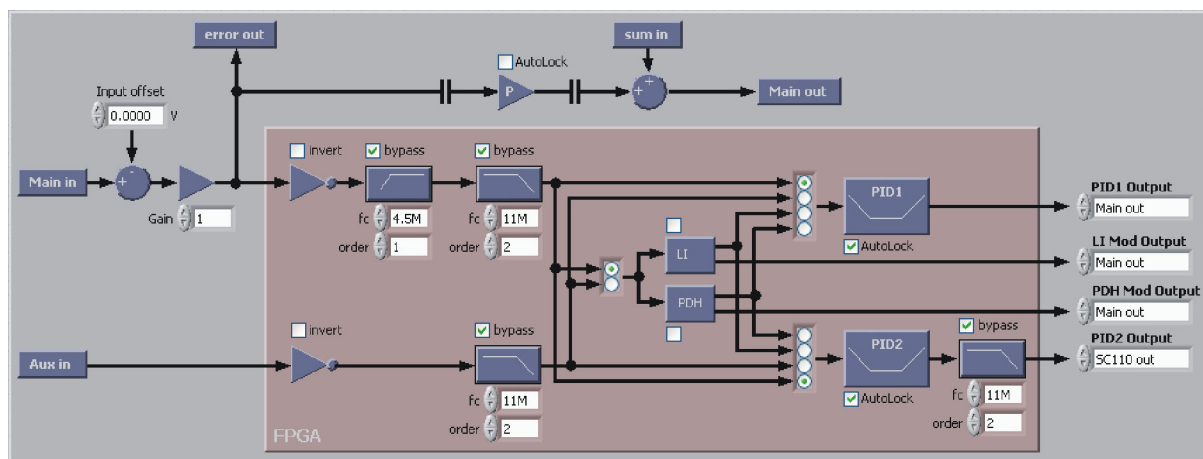 error out
sum in
AutoLock
P
Main out
Input offset
0.0000 V
+ -
+ +
invert
bypass
bypass
Main in
Gain 1
fc 4.5M
order 1
fc 11M
order 2
PID1
AutoLock
PID1 Output
Main out
LI
LI Mod Output
Main out
PDH
PDH Mod Output
Main out
invert
bypass
bypass
PID2 Output
SC110 out
Aux in
PID2
AutoLock
fc 11M
order 2
fc 11M
order 2
FPGA